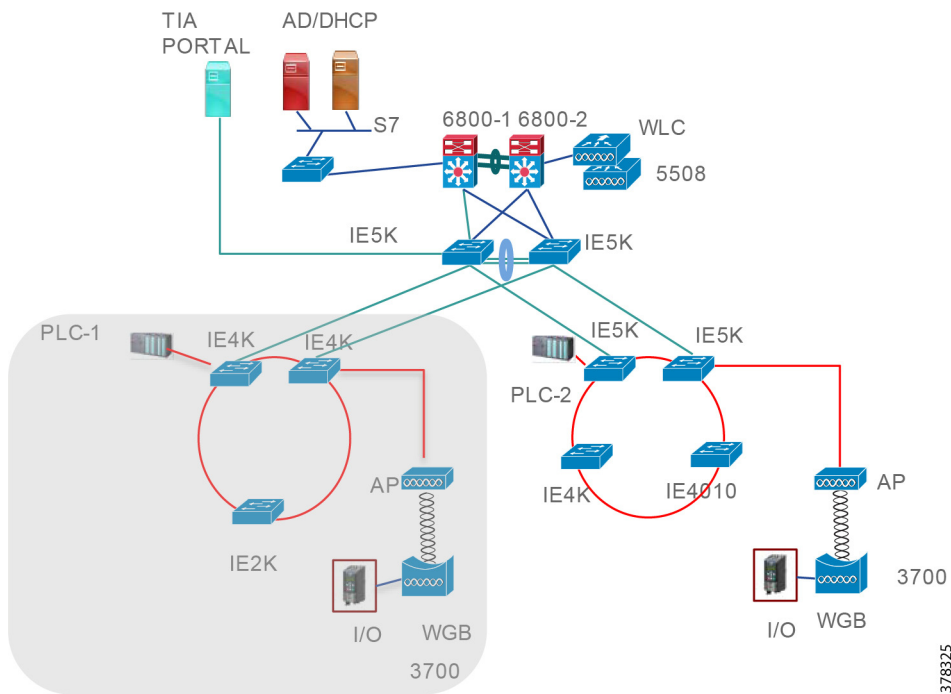 TIA
PORTAL
AD/DHCP
S7
6800-1 6800-2
WLC
5508
IE5K
IE5K
PLC-1
IE4K
IE4K
IE5K
IE5K
PLC-2
AP
IE4K
IE4010
AP
IE2K
I/O
WGB
3700
3700
I/O
WGB
378325